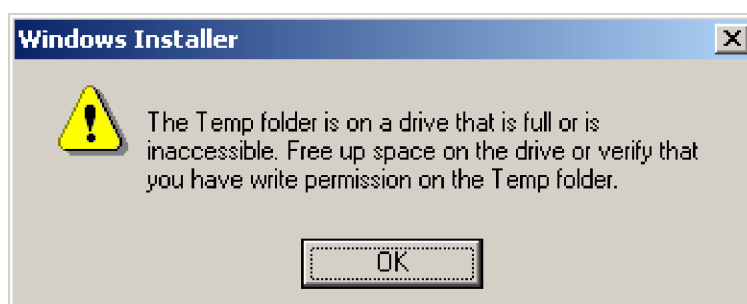 Windows Installer
The Temp folder is on a drive that is full or is
inaccessible. Free up space on the drive or verify that
you have write permission on the Temp folder.
OK